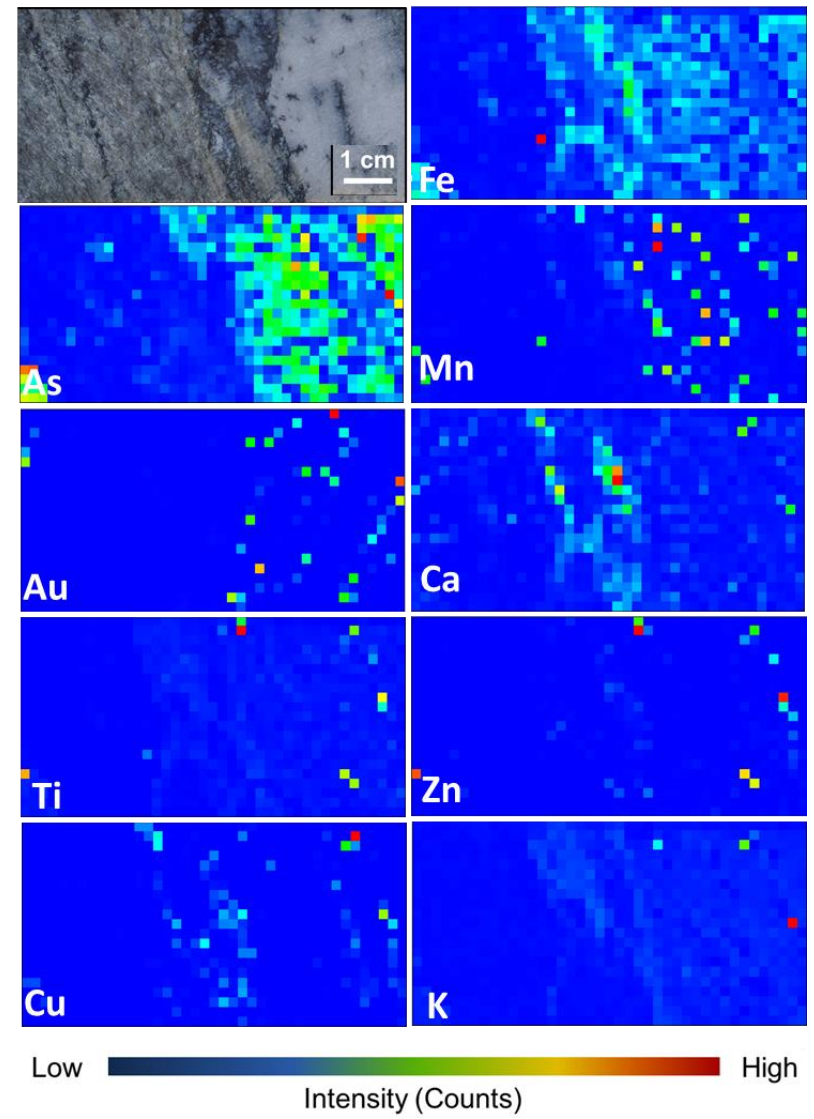 1 cm
Fe
As
Mn
Au
Ca
Ti
Zn
Cu
K
Low
High
Intensity (Counts)